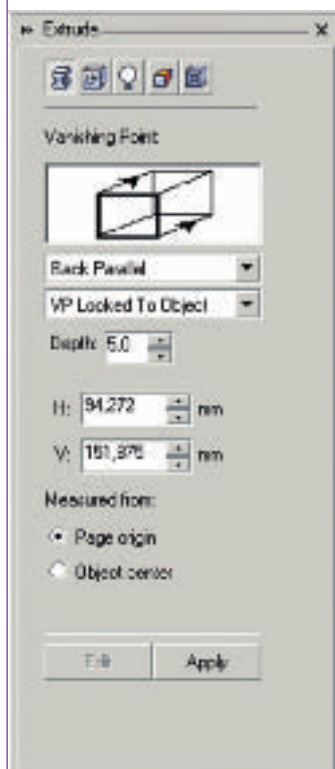 Extrude
Vanishing Point
Back Parallel
VP Locked To Object
Depth: 5.0
H: 94,272 mm
V: 151,875 mm
Measured from:
Page origin
Object center
Edit Apply